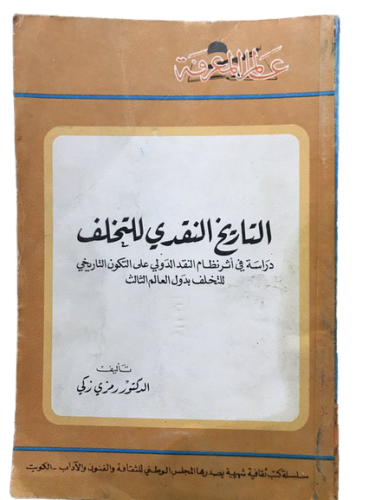 عالم المعرفة
التاريخ النقدي للتخلف
دراسة في أثر نظام النقد الدولي على التكون التاريخي
للتخلف بدول العالم الثالث
تأليف
الدكتور رمزي زكي
سلسلة كتب ثقافية شهرية يصدرها المجلس الوطني للثقافة والفنون والآداب - الكويت